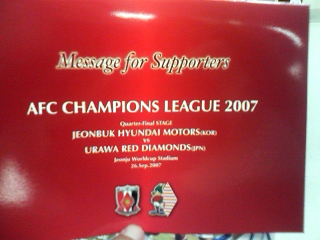 Message for Supporters
AFC CHAMPIONS LEAGUE 2007
Quarter-Final STAGE
JEONBUK HYUNDAI MOTORS(KOR)
vs
URAWA RED DIAMONDS(JPN)
Jeonju Worldcup Stadium
26.Sep.2007